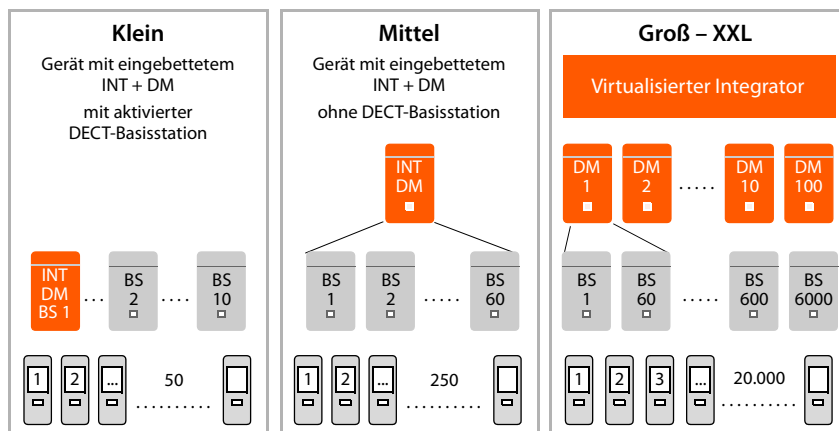 Klein
Gerät mit eingebettetem
INT + DM
mit aktivierter
DECT-Basisstation
INT
DM
BS 1
...
BS
2
....
BS
10
1
2
...
50
..........
Mittel
Gerät mit eingebettetem
INT + DM
ohne DECT-Basisstation
INT
DM
BS
1
BS
2
.....
BS
60
1
2
...
250
..........
Groß – XXL
Virtualisierter Integrator
DM
1
DM
2
.....
DM
10
DM
100
BS
1
BS
60
.....
BS
600
BS
6000
1
2
3
...
20.000
..........